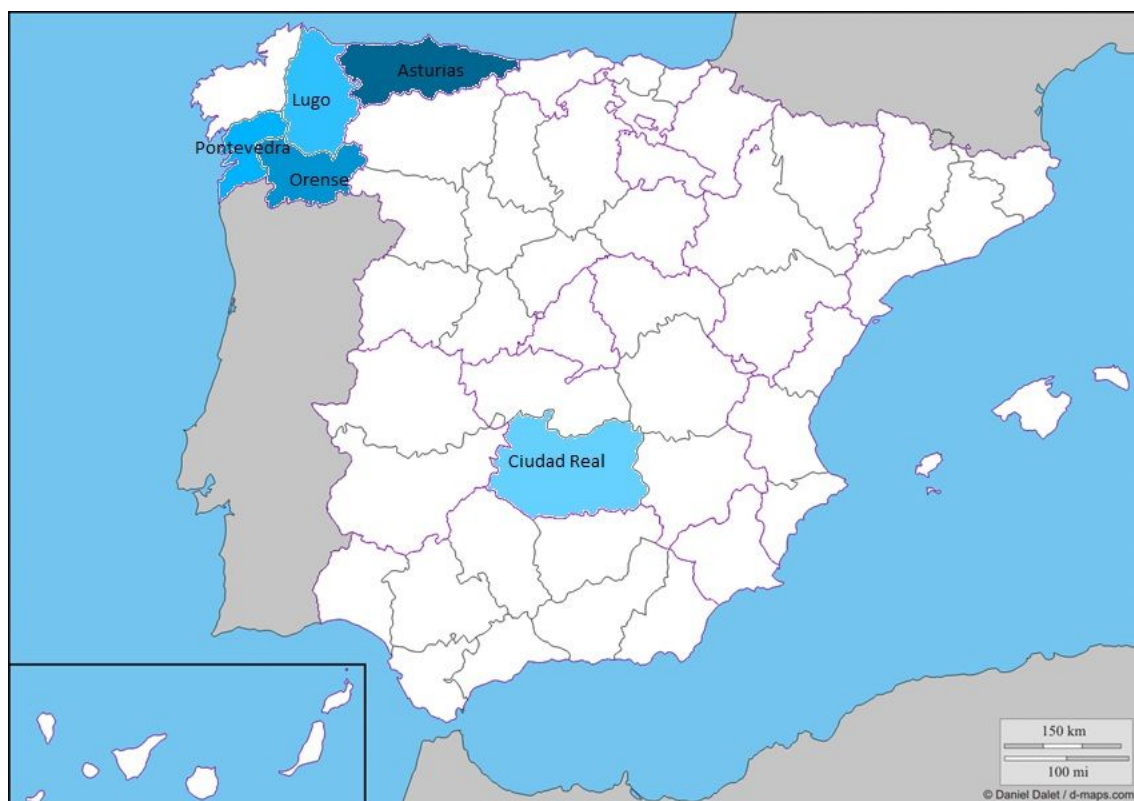 Asturias
Lugo
Pontevedra
Orense
Ciudad Real
150 km
100 mi
© Daniel Dalet / d-maps.com